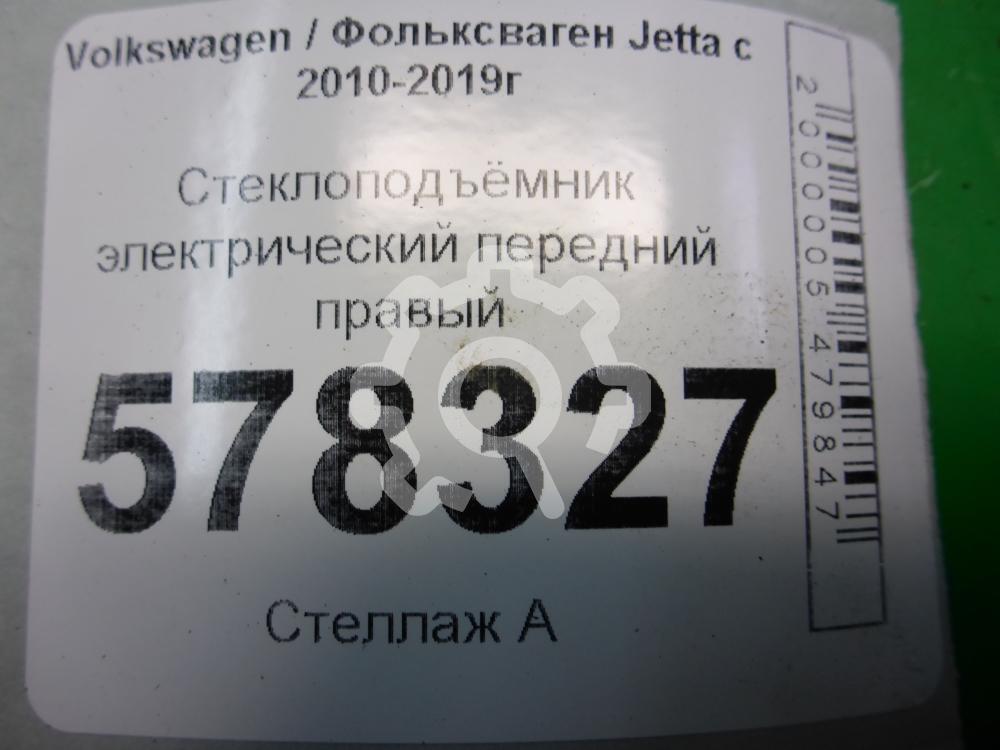 Volkswagen / Фольксваген Jetta с
2010-2019г
Стеклоподъёмник
электрический передний
правый
578327
Стеллаж А
2000005479847